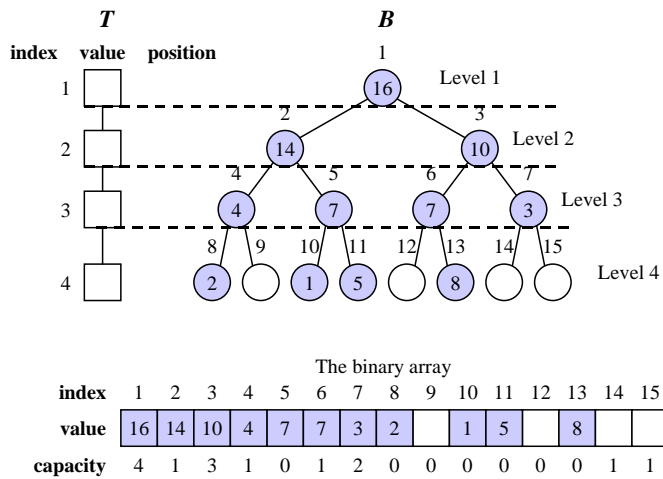 T B
index value position
1
1 16 Level 1
2 3
2 14 10 Level 2
4 5 6 7
3 4 7 7 3 Level 3
8 9 10 11 12 13 14 15
4 2 1 5 8 Level 4
The binary array
index 1 2 3 4 5 6 7 8 9 10 11 12 13 14 15
value 16 14 10 4 7 7 3 2 1 5 8
capacity 4 1 3 1 0 1 2 0 0 0 0 0 0 1 1